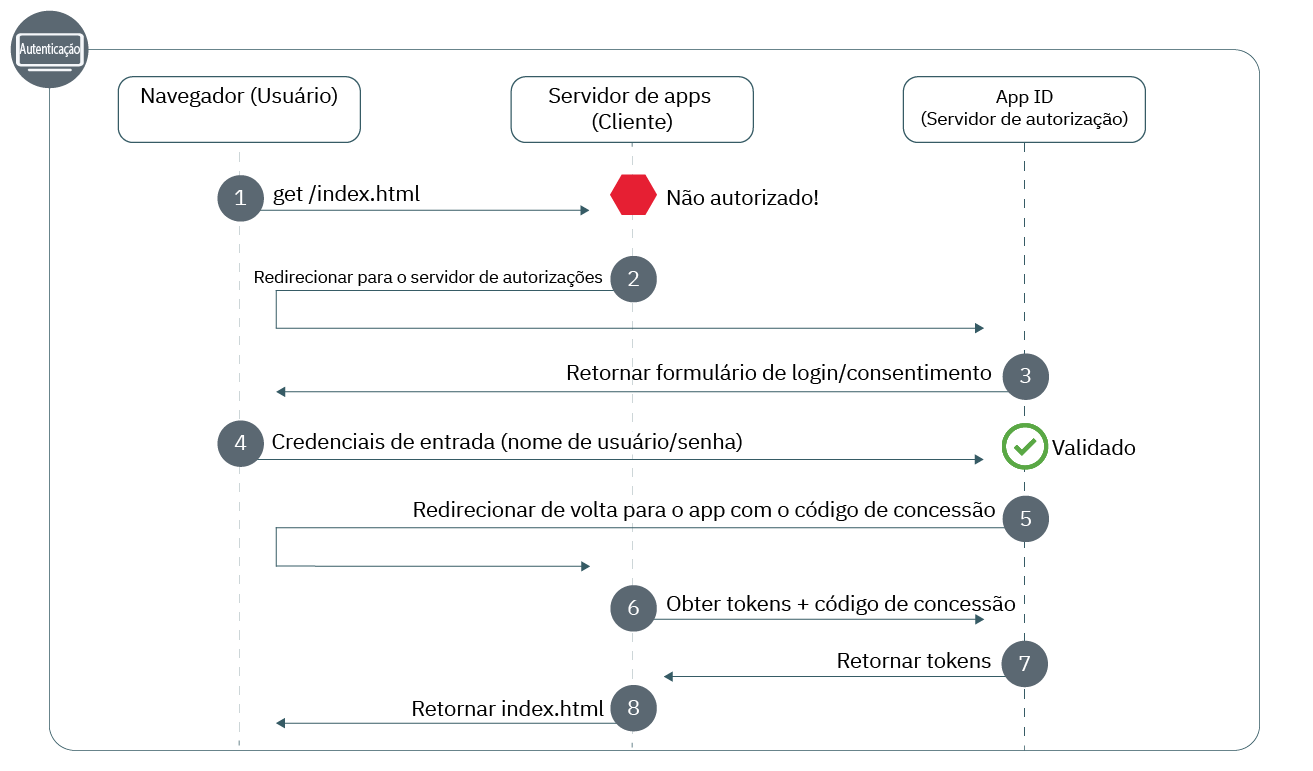 Autenticação
Navegador (Usuário)
Servidor de apps
(Cliente)
App ID
(Servidor de autorização)
1
get /index.html
Não autorizado!
Redirecionar para o servidor de autorizações
2
Retornar formulário de login/consentimento
3
4
Credenciais de entrada (nome de usuário/senha)
Validado
Redirecionar de volta para o app com o código de concessão
5
6
Obter tokens + código de concessão
Retornar tokens
7
Retornar index.html
8